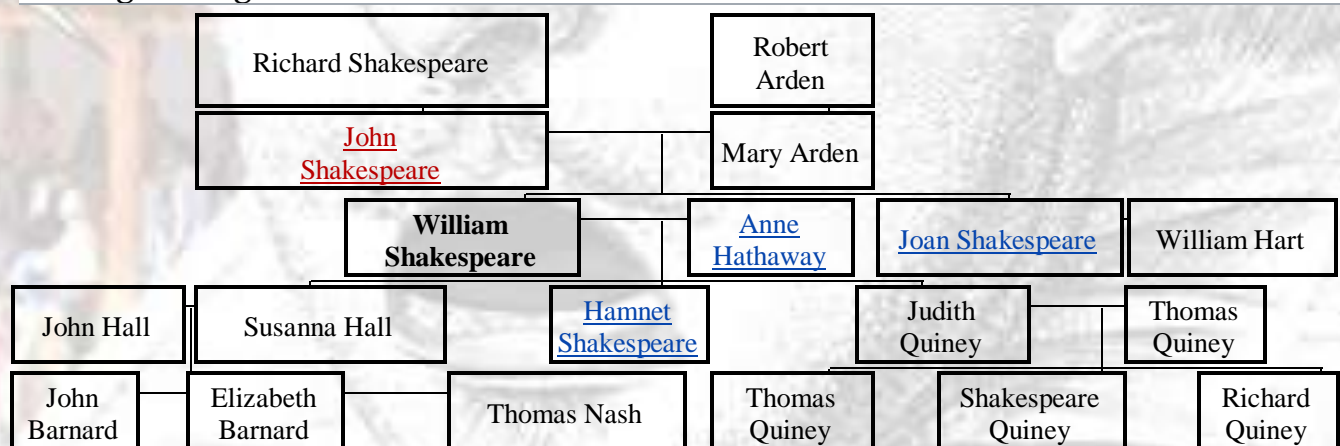 Richard Shakespeare
Robert
Arden
John
Shakespeare
Mary Arden
William
Shakespeare
Anne
Hathaway
Joan Shakespeare
William Hart
John Hall
Susanna Hall
Hamnet
Shakespeare
Judith
Quiney
Thomas
Quiney
John
Barnard
Elizabeth
Barnard
Thomas Nash
Thomas
Quiney
Shakespeare
Quiney
Richard
Quiney